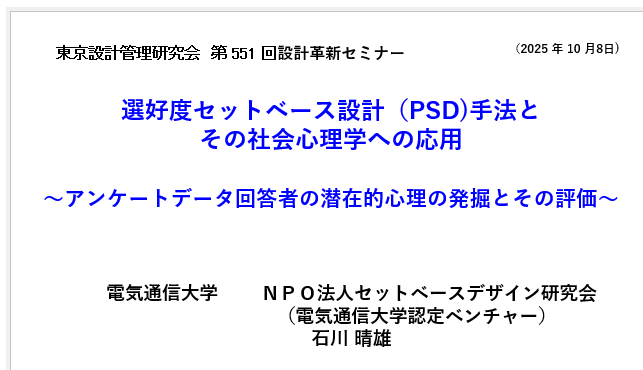 東京設計管理研究会 第551回設計革新セミナー
（2025年10月8日）
選好度セットベース設計（PSD)手法と
その社会心理学への応用
～アンケートデータ回答者の潜在的心理の発掘とその評価～
電気通信大学　　ＮＰＯ法人セットベースデザイン研究会
（電気通信大学認定ベンチャー）
石川 晴雄